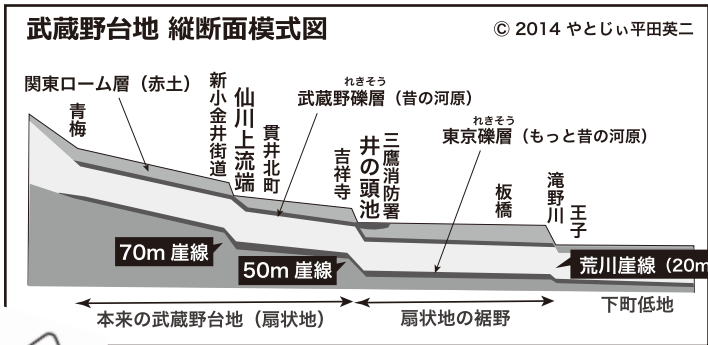 武蔵野台地 縦断面模式図
© 2014 やとじぃ平田英二
関東ローム層（赤土）
青梅
新小金井街道
仙川上流端
貫井北町
れきそう
武蔵野礫層（昔の河原）
吉祥寺
井の頭池
三鷹消防署
れきそう
東京礫層（もっと昔の河原）
板橋
滝野川
王子
70m 崖線
50m 崖線
荒川崖線（20m
本来の武蔵野台地（扇状地）
扇状地の裾野
下町低地